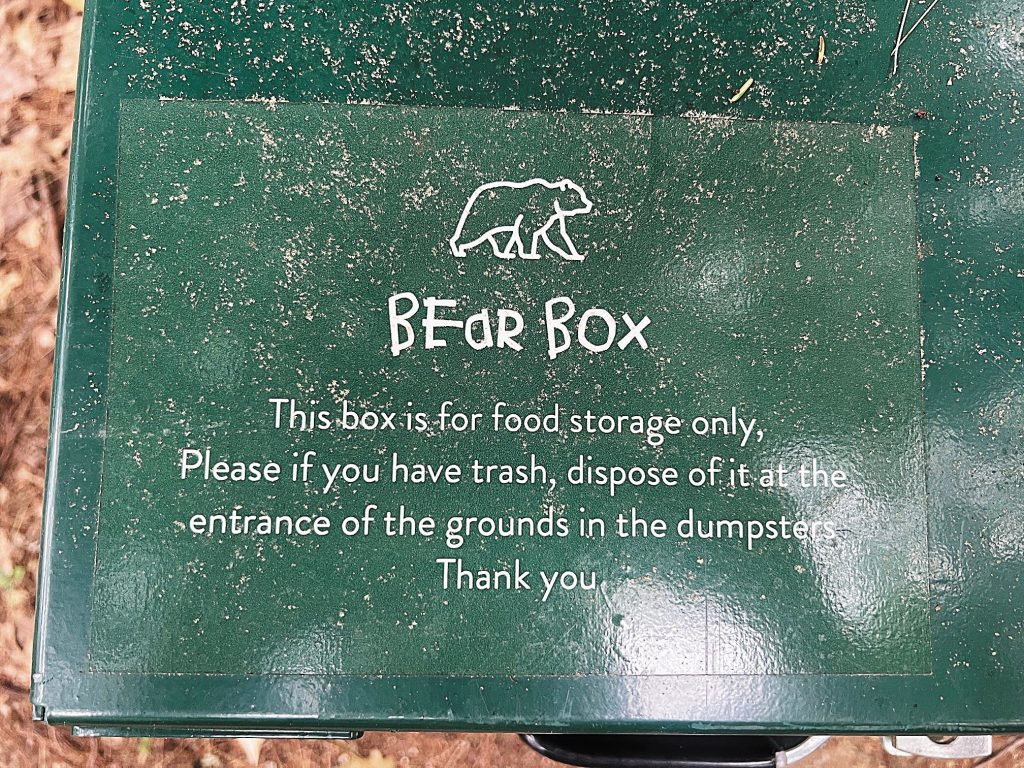 BEaR BOX
This box is for food storage only,
Please if you have trash, dispose of it at the
entrance of the grounds in the dumpsters
Thank you